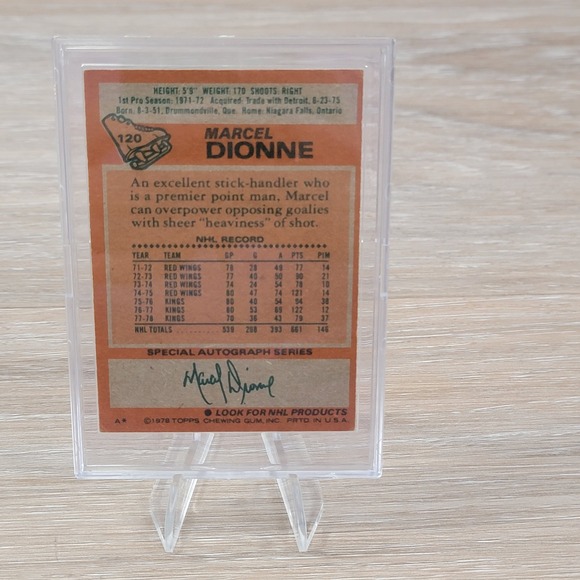 HEIGHT: 5'9" WEIGHT: 170 SHOOTS: RIGHT
1st Pro Season: 1971-72 Acquired: Trade with Detroit, 6-23-75
Born: 8-3-51, Drummondville, Que. Home: Niagara Falls, Ontario
120
MARCEL
DIONNE
An excellent stick-handler who
is a premier point man, Marcel
can overpower opposing goalies
with sheer "heaviness" of shot.
NHL RECORD
YEAR TEAM GP G A PTS PIM
71-72 RED WINGS 78 28 49 77 14
72-73 RED WINGS 77 40 50 90 21
73-74 RED WINGS 74 24 54 78 10
74-75 RED WINGS 80 47 74 121 14
75-76 KINGS 80 40 54 94 38
76-77 KINGS 80 53 69 122 12
77-78 KINGS 70 36 43 79 37
NHL TOTALS .......... 539 268 393 661 146
SPECIAL AUTOGRAPH SERIES
Marcel Dionne
● LOOK FOR NHL PRODUCTS
A* ©1978 TOPPS CHEWING GUM, INC. PRTD. IN U.S.A.